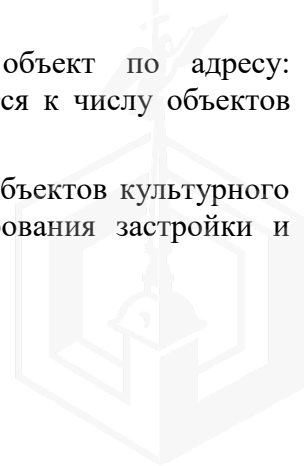 объект по адресу:
ся к числу объектов
бъектов культурного
ования застройки и